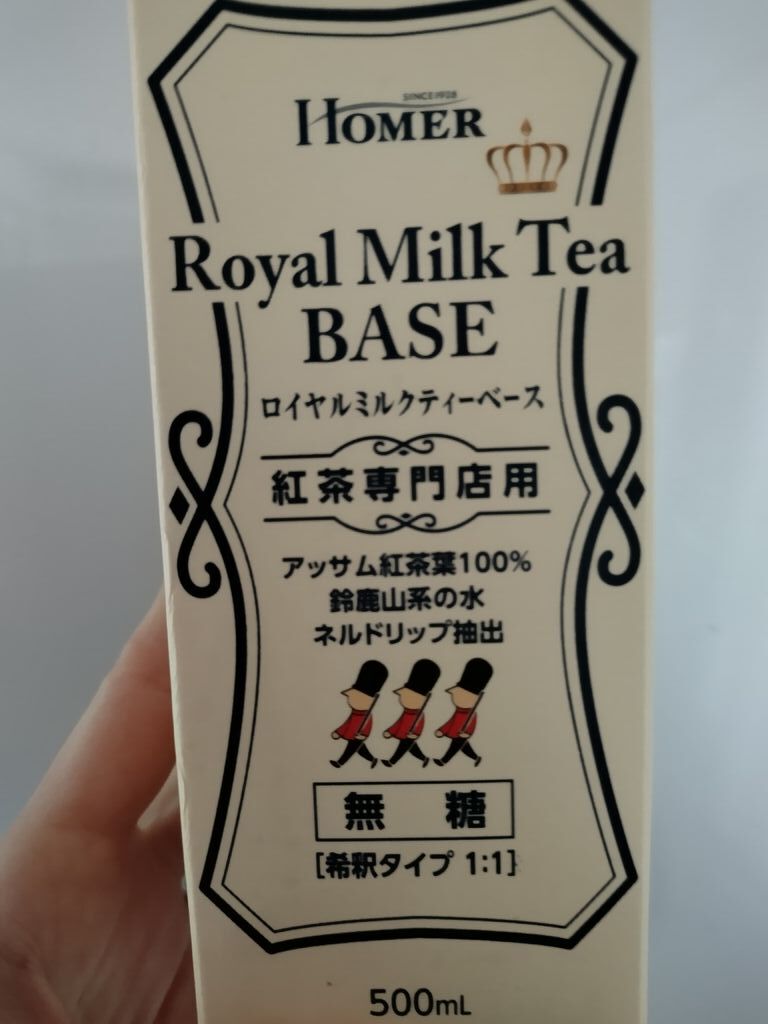 SINCE1928
HOMER
Royal Milk Tea
BASE
ロイヤルミルクティーベース
紅茶専門店用
アッサム紅茶葉100%
鈴鹿山系の水
ネルドリップ抽出
無 糖
[希釈タイプ 1:1]
500mL